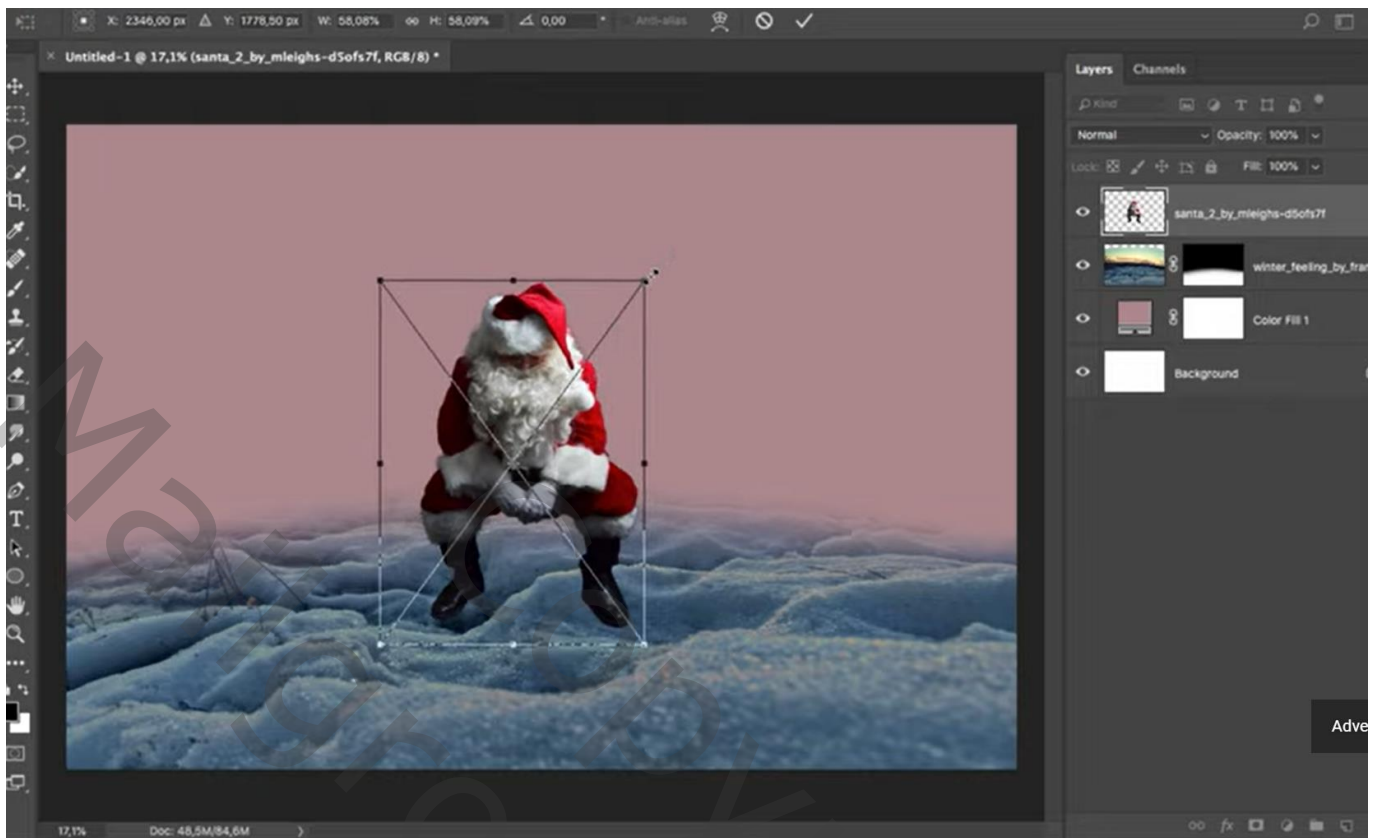 X: 2346,00 px Y: 1778,50 px W: 58,08% H: 58,09% 0,00 ° Anti-alias
× Untitled-1 @ 17,1% (santa_2_by_mleighs-d5ofs7f, RGB/8) *
Layers Channels
Kind
Normal Opacity: 100%
Lock: Fill: 100%
santa_2_by_mleighs-d5ofs7f
winter_feeling_by_fra
Color Fill 1
Background
Adve
17,1% Doc: 48,5M/84,6M